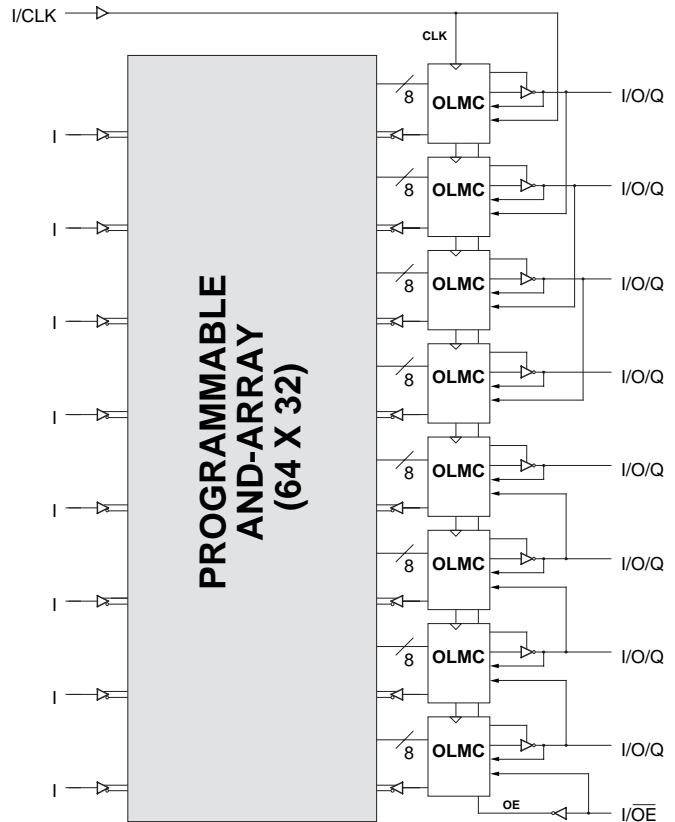 I/CLK
CLK
8
OLMC
I/O/Q
I
8
OLMC
I/O/Q
I
8
OLMC
I/O/Q
I
8
OLMC
I/O/Q
I
8
OLMC
I/O/Q
I
8
OLMC
I/O/Q
I
8
OLMC
I/O/Q
I
8
OLMC
I/O/Q
I
PROGRAMMABLE
AND-ARRAY
(64 X 32)
OE
I/O̅E̅